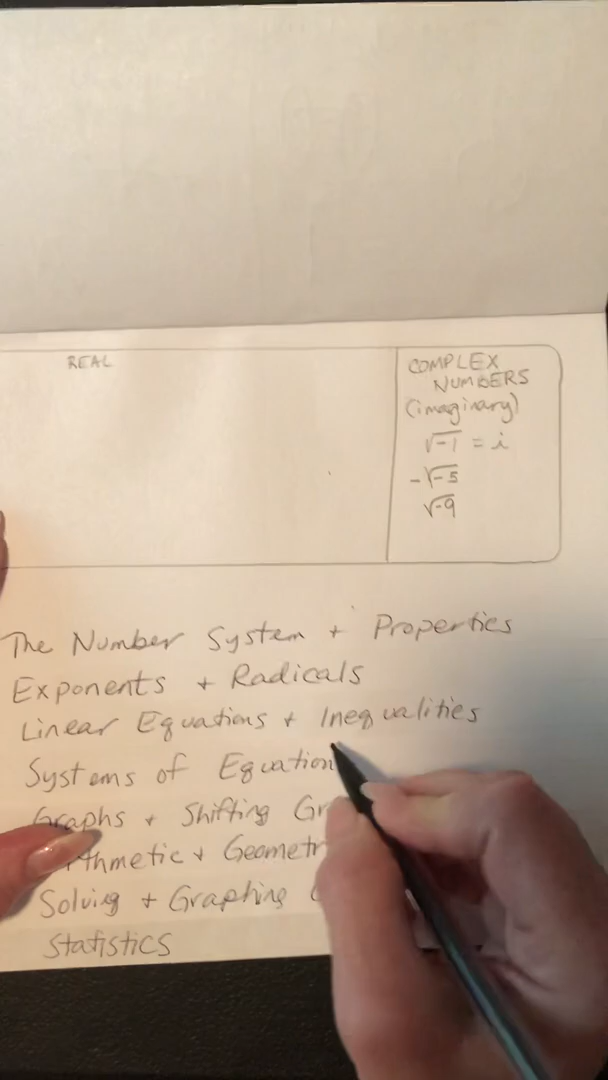 REAL
COMPLEX
NUMBERS
(imaginary)
√-1 = i
-√-5
√-9
The Number System + Properties
Exponents + Radicals
Linear Equations + Inequalities
Systems of Equation
Graphs + Shifting
Solving + Graphing
Statistics